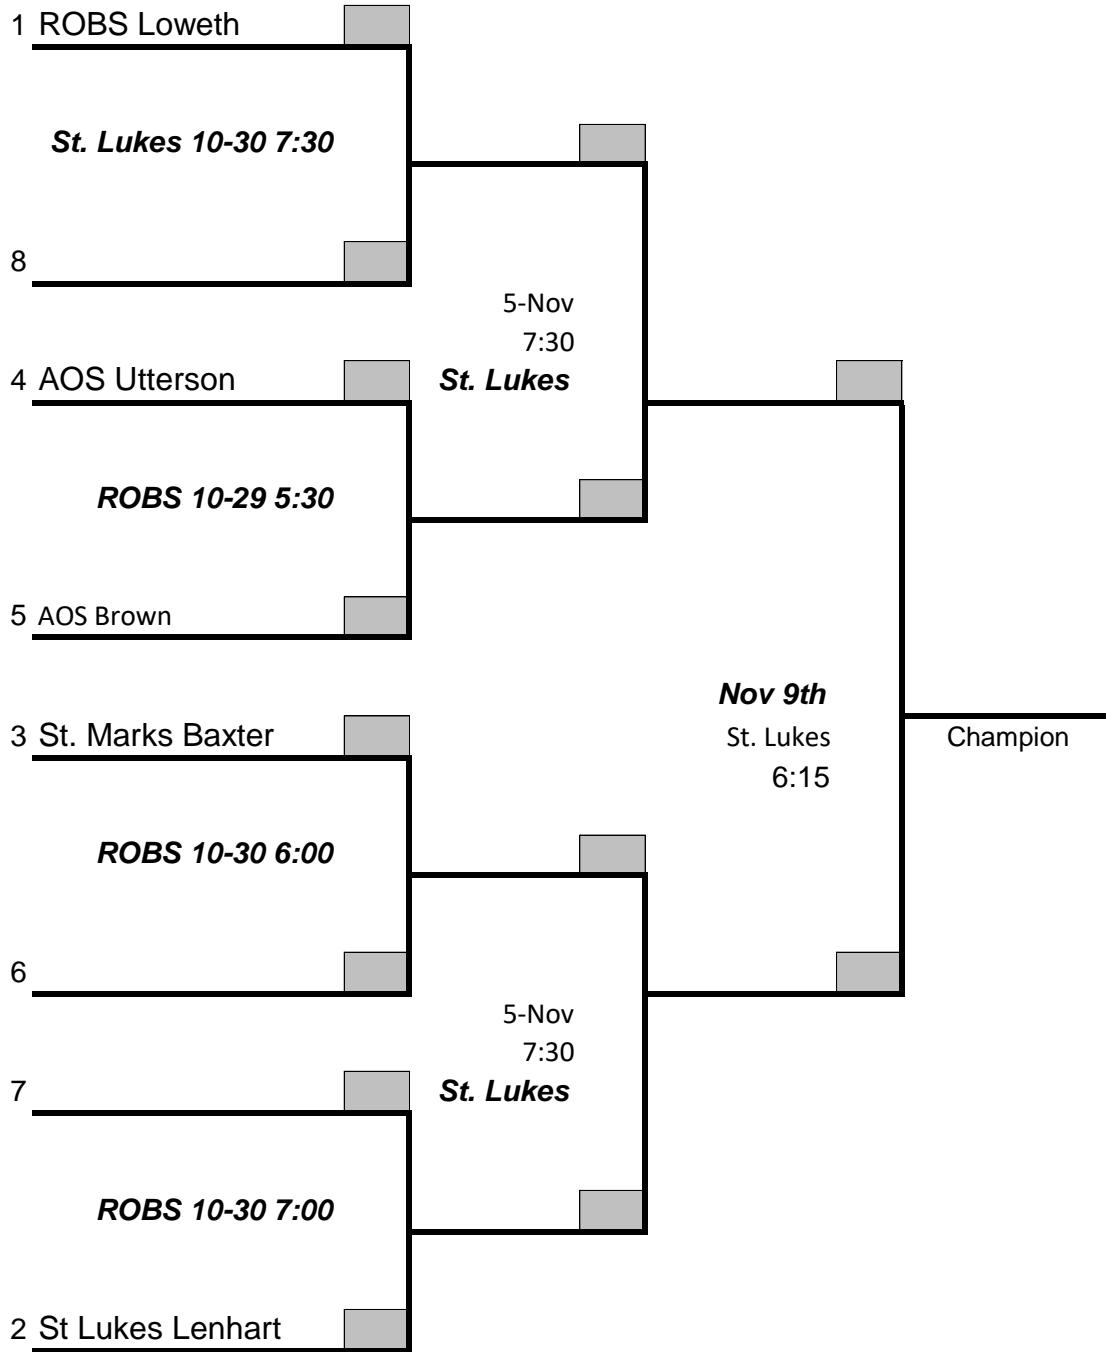 1 ROBS Loweth
St. Lukes 10-30 7:30
8
5-Nov
7:30
4 AOS Utterson
St. Lukes
ROBS 10-29 5:30
5 AOS Brown
Nov 9th
3 St. Marks Baxter
St. Lukes
Champion
6:15
ROBS 10-30 6:00
6
5-Nov
7:30
7
St. Lukes
ROBS 10-30 7:00
2 St Lukes Lenhart